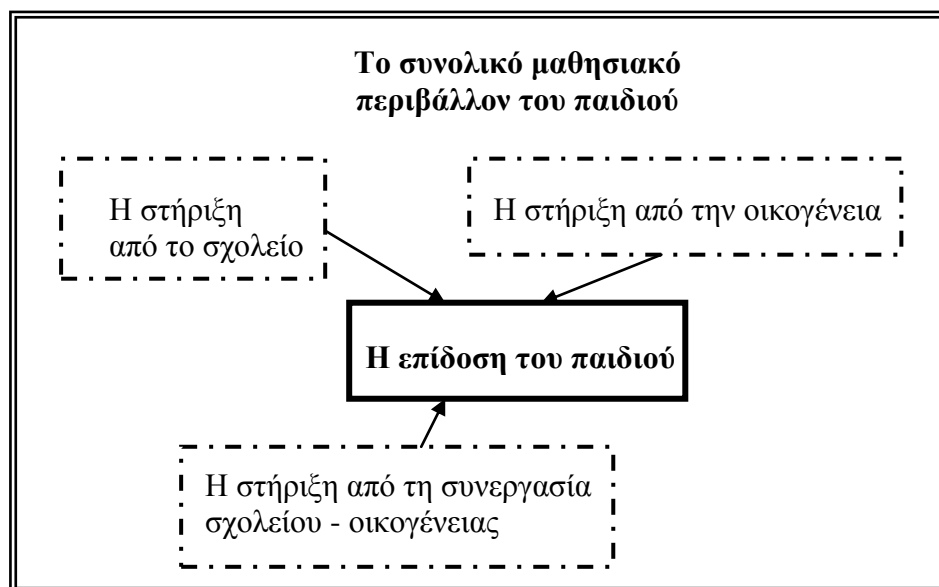 Το συνολικό μαθησιακό
περιβάλλον του παιδιού
Η στήριξη
από το σχολείο
Η στήριξη από την οικογένεια
Η επίδοση του παιδιού
Η στήριξη από τη συνεργασία
σχολείου - οικογένειας